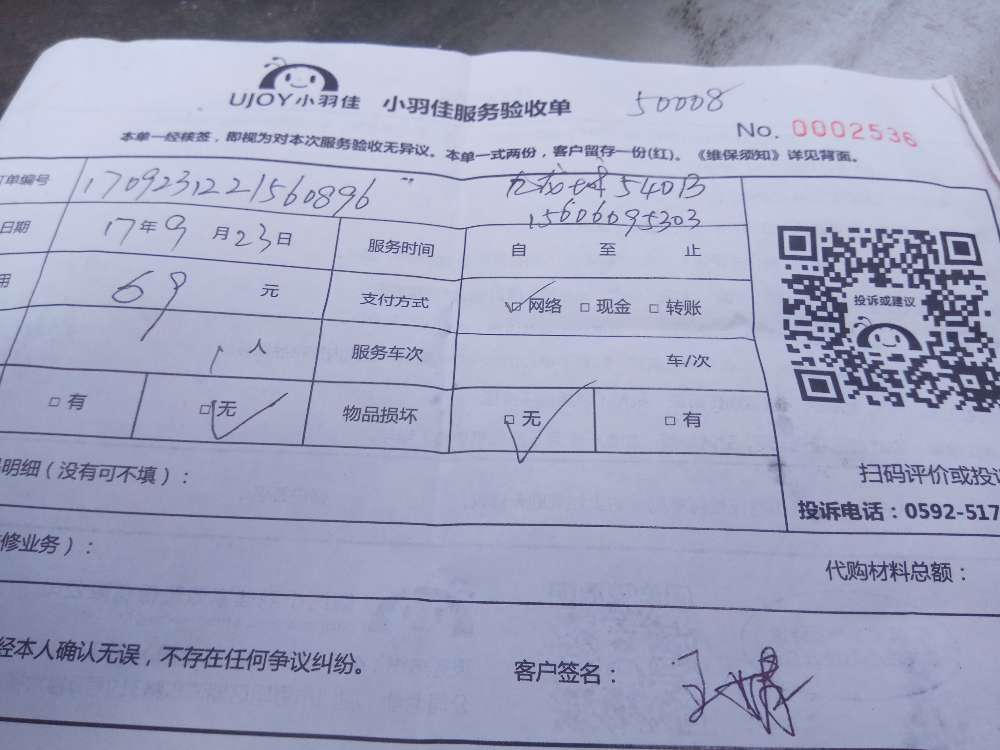 UJOY小羽佳 小羽佳服务验收单 50008
No. 0002536
本单一经核签，即视为对本次服务验收无异议。本单一式两份，客户留存一份(红)。《维保须知》详见背面。
订单编号 1709231221560896 540B
15606095303
日期 17年9月23日 服务时间 自 至 止
用 69 元 支付方式 □网络 □现金 □转账
投诉或建议
1人 服务车次 车/次
□有 □无 物品损坏 □无 □有
明细（没有可不填）：
扫码评价或投诉
投诉电话：0592-517
修业务）：
代购材料总额：
经本人确认无误，不存在任何争议纠纷。 客户签名：